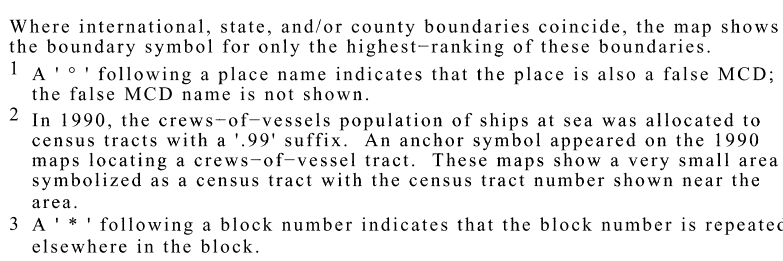 Where international, state, and/or county boundaries coincide, the map shows
the boundary symbol for only the highest−ranking of these boundaries.
1 A ' ° ' following a place name indicates that the place is also a false MCD;
the false MCD name is not shown.
2 In 1990, the crews−of−vessels population of ships at sea was allocated to
census tracts with a '.99' suffix.  An anchor symbol appeared on the 1990
maps locating a crews−of−vessel tract.  These maps show a very small area
symbolized as a census tract with the census tract number shown near the
area.
3 A ' * ' following a block number indicates that the block number is repeated
elsewhere in the block.